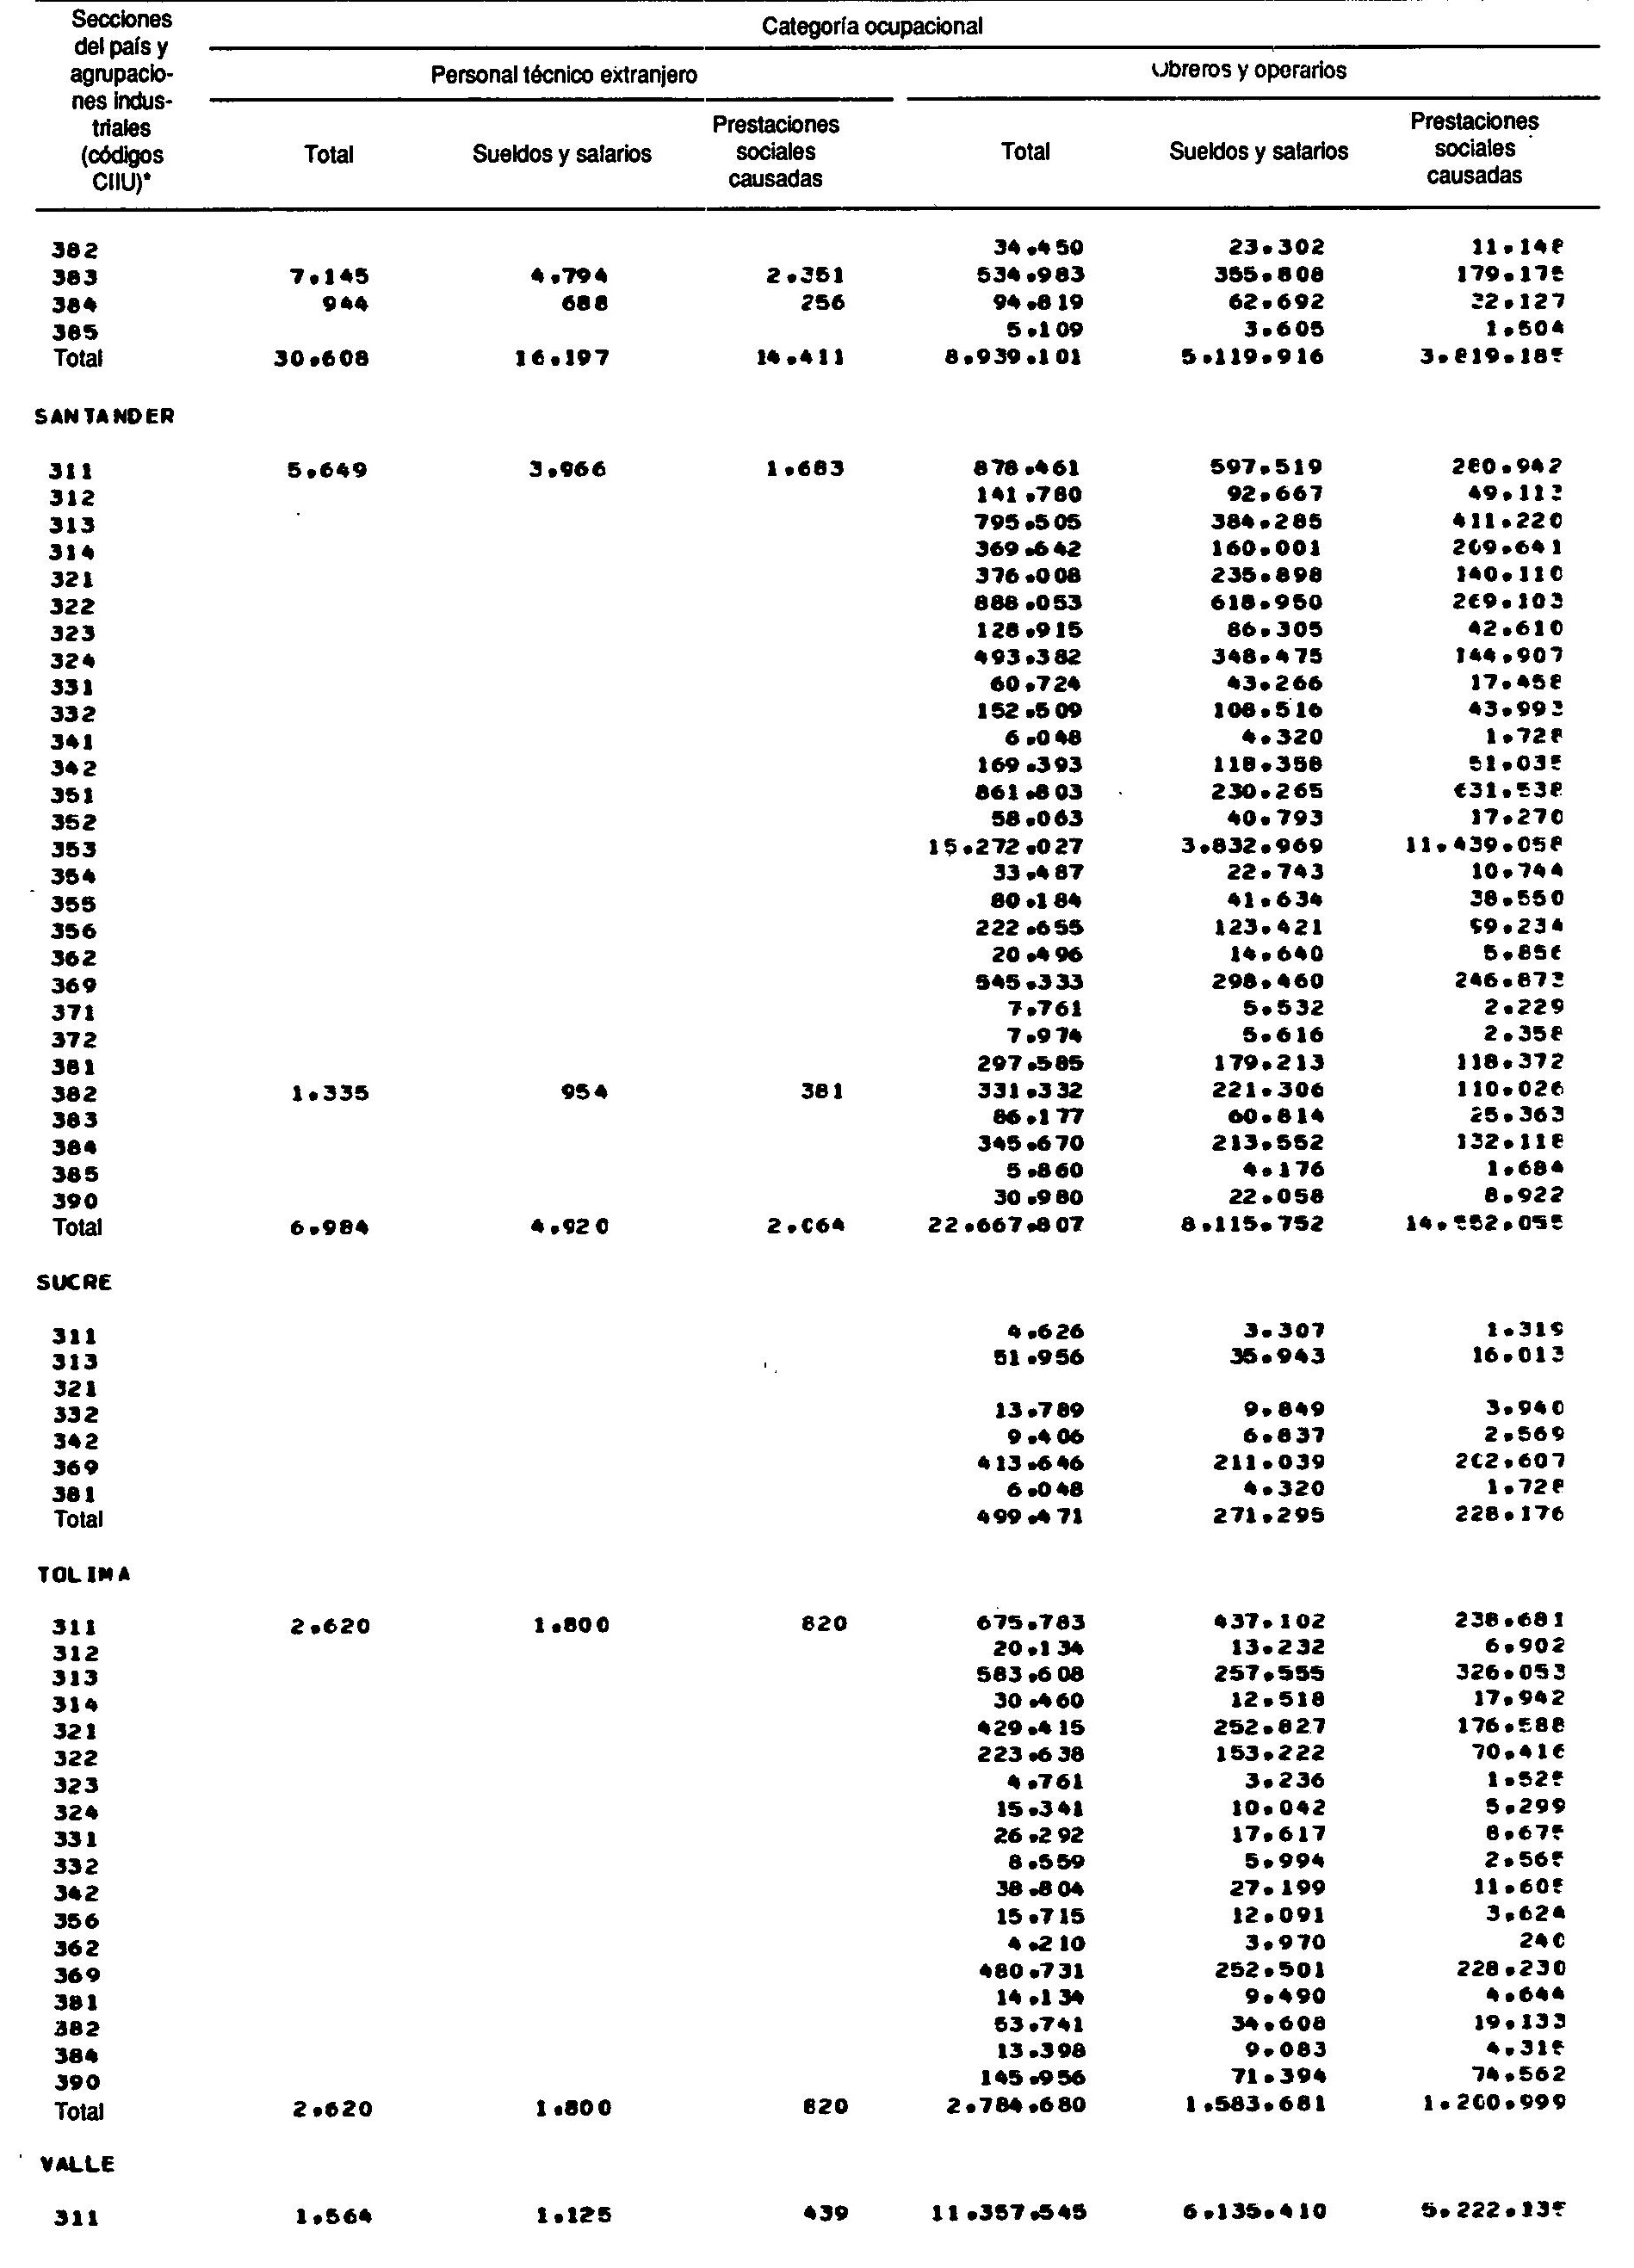 Secciones del país y agrupacio- nes indus- triales (códigos CIIU)*
Categoría ocupacional
Personal técnico extranjero Obreros y operarios
Total Sueldos y salarios Prestaciones sociales causadas Total Sueldos y salarios Prestaciones sociales causadas
382 34.450 23.302 11.148
383 7.145 4.794 2.351 534.983 355.808 179.175
384 944 688 256 94.819 62.692 32.127
385 5.109 3.605 1.504
Total 30.608 16.197 14.411 8.939.101 5.119.916 3.819.185
SANTANDER
311 5.649 3.966 1.683 878.461 597.519 280.942
312 141.780 92.667 49.113
313 795.505 384.285 411.220
314 369.642 160.001 209.641
321 376.008 235.898 140.110
322 888.053 618.950 269.103
323 128.915 86.305 42.610
324 493.382 348.475 144.907
331 60.724 43.266 17.458
332 152.509 108.516 43.993
341 6.048 4.320 1.728
342 169.393 118.358 51.035
351 861.803 230.265 631.538
352 58.063 40.793 17.270
353 15.272.027 3.832.969 11.439.058
354 33.487 22.743 10.744
355 80.184 41.634 38.550
356 222.655 123.421 99.234
362 20.496 14.640 5.856
369 545.333 298.460 246.873
371 7.761 5.532 2.229
372 7.974 5.616 2.358
381 297.585 179.213 118.372
382 1.335 954 381 331.332 221.306 110.026
383 86.177 60.814 25.363
384 345.670 213.552 132.118
385 5.860 4.176 1.684
390 30.980 22.058 8.922
Total 6.984 4.920 2.064 22.667.807 8.115.752 14.552.055
SUCRE
311 4.626 3.307 1.319
313 51.956 35.943 16.013
321
332 13.789 9.849 3.940
342 9.406 6.837 2.569
369 413.646 211.039 202.607
381 6.048 4.320 1.728
Total 499.471 271.295 228.176
TOLIMA
311 2.620 1.800 820 675.783 437.102 238.681
312 20.134 13.232 6.902
313 583.608 257.555 326.053
314 30.460 12.518 17.942
321 429.415 252.827 176.588
322 223.638 153.222 70.416
323 4.761 3.236 1.525
324 15.341 10.042 5.299
331 26.292 17.617 8.675
332 8.559 5.994 2.565
342 38.804 27.199 11.605
356 15.715 12.091 3.624
362 4.210 3.970 240
369 480.731 252.501 228.230
381 14.134 9.490 4.644
382 53.741 34.608 19.133
384 13.398 9.083 4.315
390 145.956 71.394 74.562
Total 2.620 1.800 820 2.784.680 1.583.681 1.200.999
VALLE
311 1.564 1.125 439 11.357.545 6.135.410 5.222.135